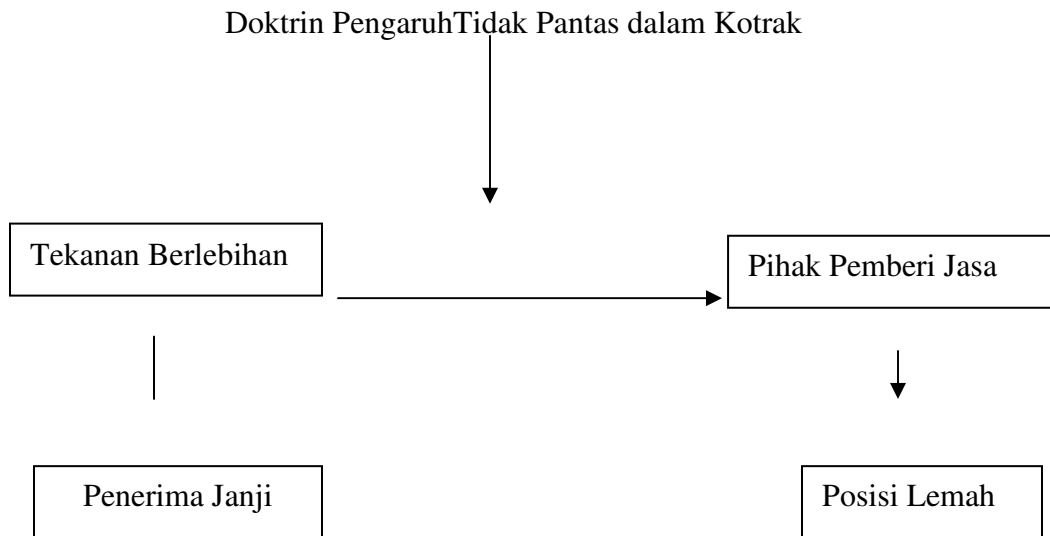 Doktrin PengaruhTidak Pantas dalam Kotrak
Tekanan Berlebihan
Pihak Pemberi Jasa
Penerima Janji
Posisi Lemah